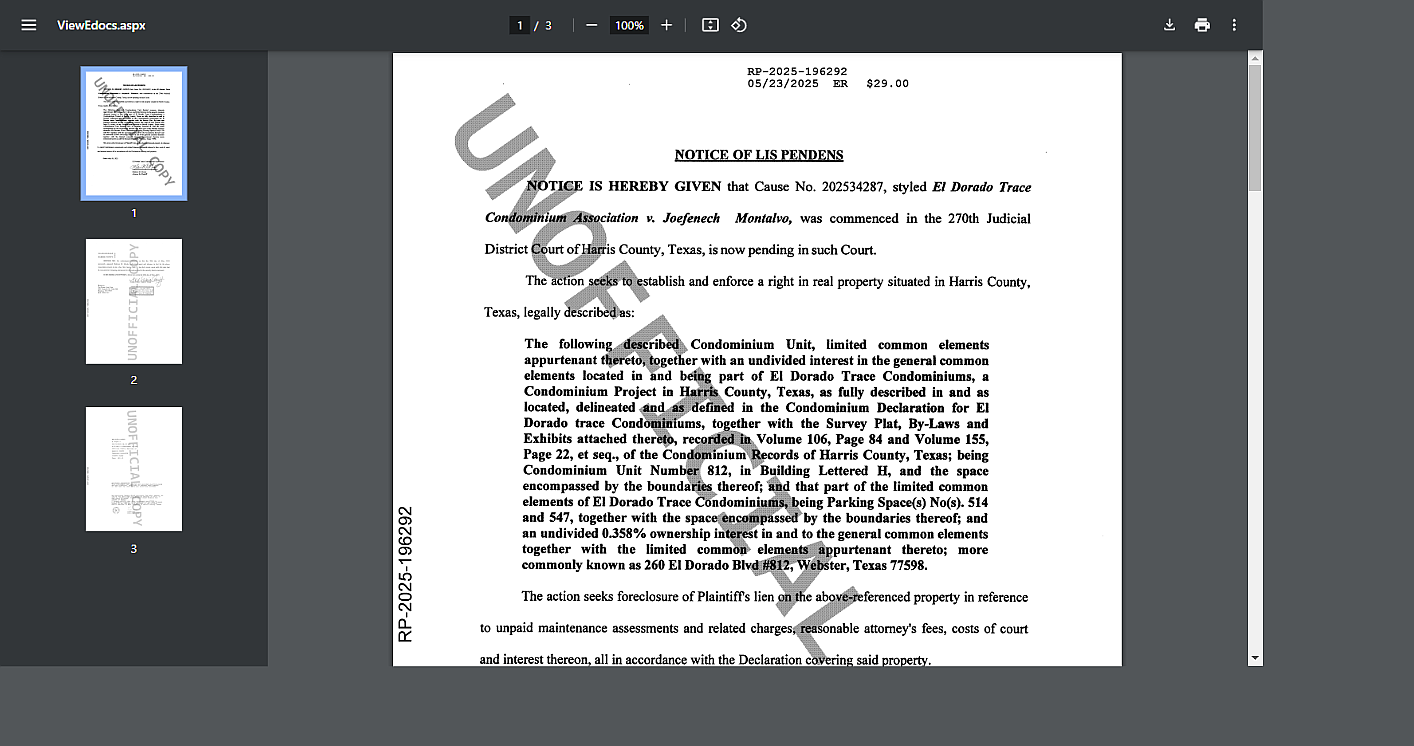 ViewEdocs.aspx
1 / 3
100%
1
2
3
RP-2025-196292
05/23/2025 ER $29.00
NOTICE OF LIS PENDENS
NOTICE IS HEREBY GIVEN that Cause No. 202534287, styled El Dorado Trace
Condominium Association v. Joefenech Montalvo, was commenced in the 270th Judicial
District Court of Harris County, Texas, is now pending in such Court.
The action seeks to establish and enforce a right in real property situated in Harris County,
Texas, legally described as:
The following described Condominium Unit, limited common elements
appurtenant thereto, together with an undivided interest in the general common
elements located in and being part of El Dorado Trace Condominiums, a
Condominium Project in Harris County, Texas, as fully described in and as
located, delineated and as defined in the Condominium Declaration for El
Dorado trace Condominiums, together with the Survey Plat, By-Laws and
Exhibits attached thereto, recorded in Volume 106, Page 84 and Volume 155,
Page 22, et seq., of the Condominium Records of Harris County, Texas; being
Condominium Unit Number 812, in Building Lettered H, and the space
encompassed by the boundaries thereof; and that part of the limited common
elements of El Dorado Trace Condominiums, being Parking Space(s) No(s). 514
and 547, together with the space encompassed by the boundaries thereof; and
an undivided 0.358% ownership interest in and to the general common elements
together with the limited common elements appurtenant thereto; more
commonly known as 260 El Dorado Blvd #812, Webster, Texas 77598.
The action seeks foreclosure of Plaintiff's lien on the above-referenced property in reference
to unpaid maintenance assessments and related charges, reasonable attorney's fees, costs of court
and interest thereon, all in accordance with the Declaration covering said property.
RP-2025-196292
UNOFFICIAL
UNOFFICIAL COPY
UNOFFICIAL COPY
UNOFFICIAL COPY